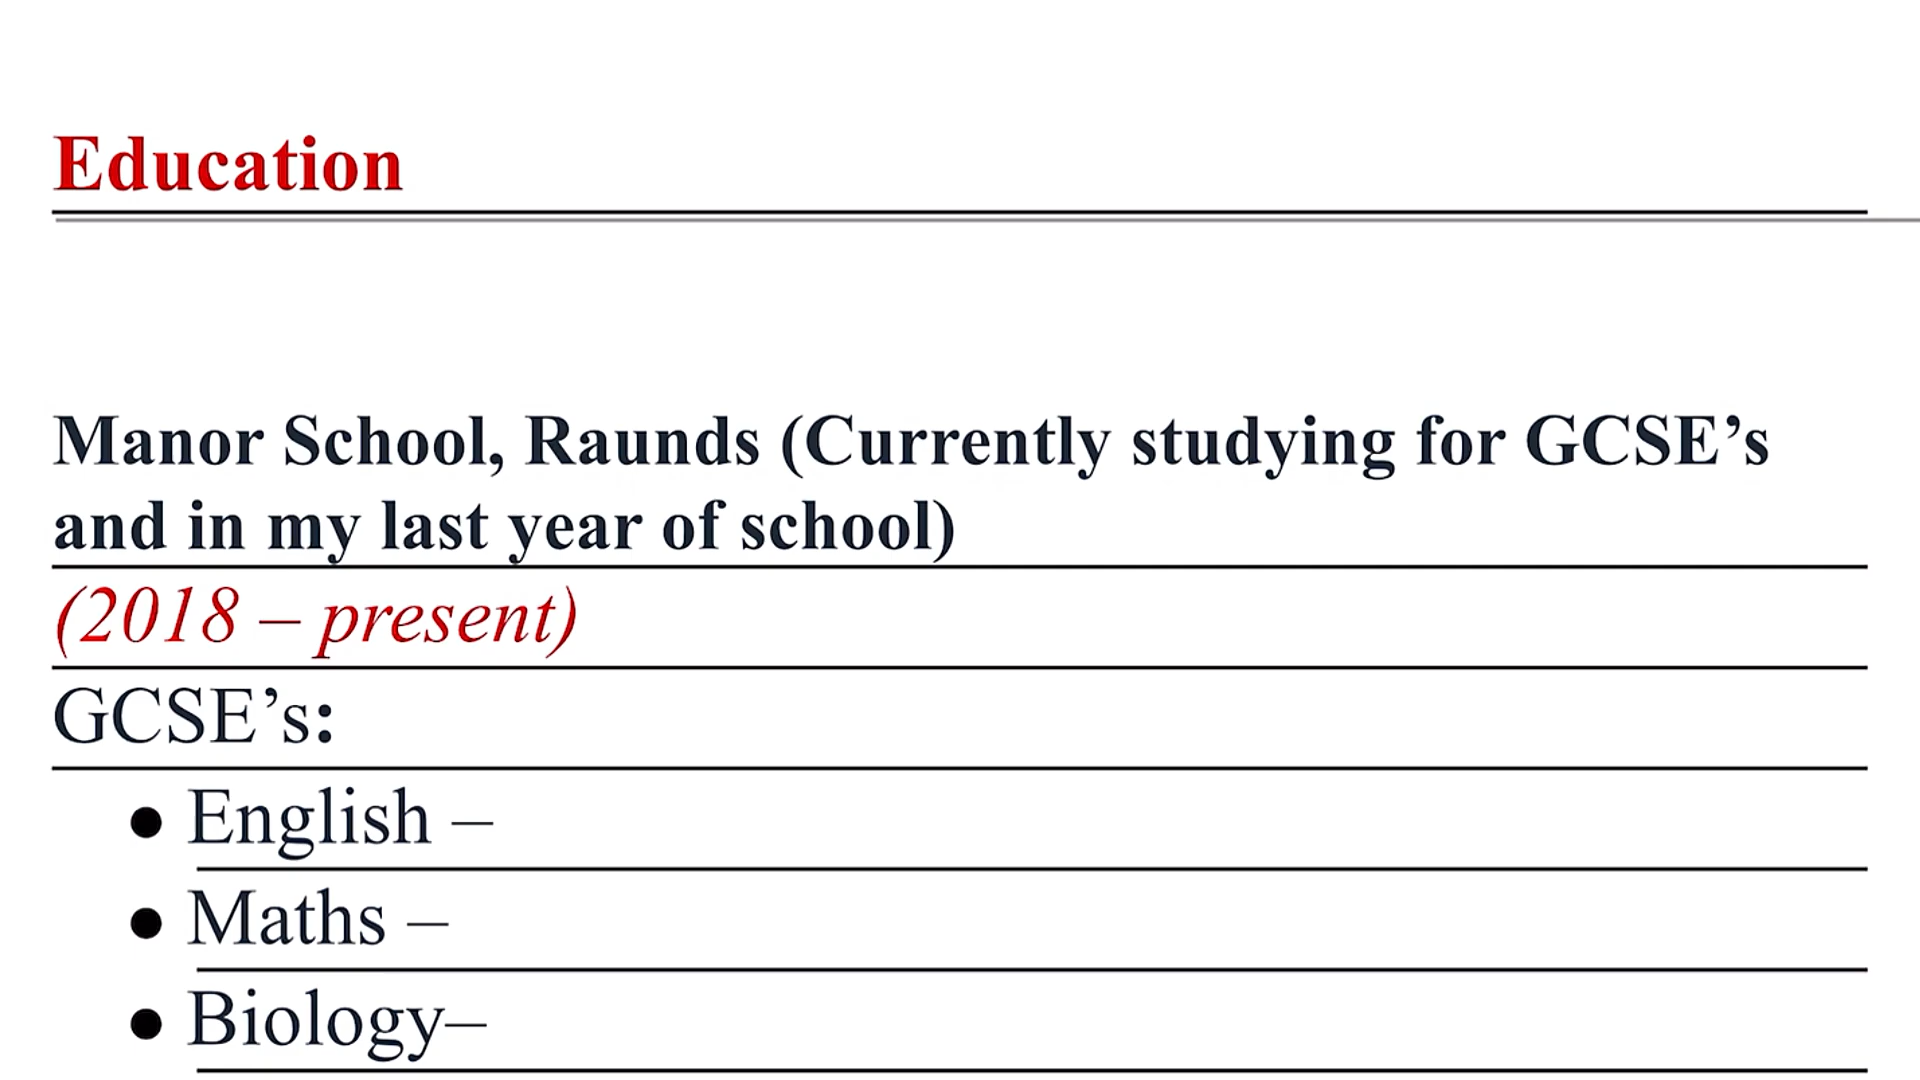 Education
Manor School, Raunds (Currently studying for GCSE’s
and in my last year of school)
(2018 – present)
GCSE’s:
● English –
● Maths –
● Biology–